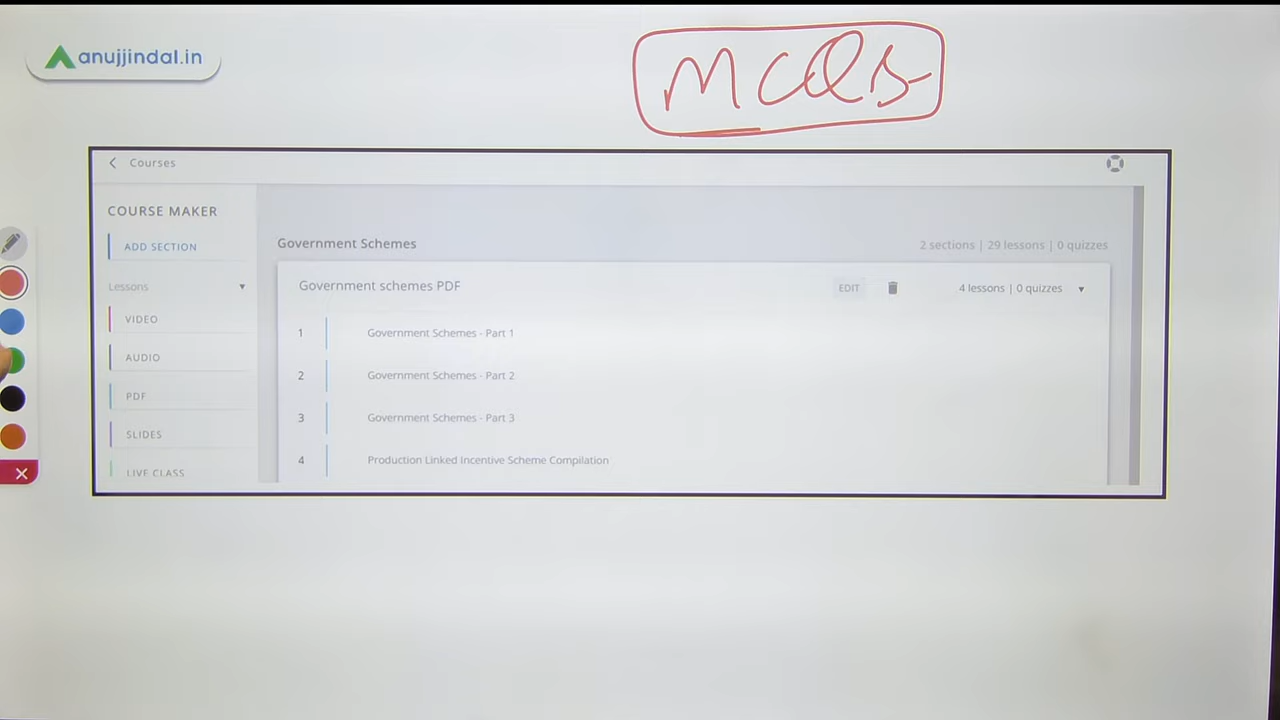 anujjindal.in
MCQs
Courses
COURSE MAKER
ADD SECTION
Government Schemes
2 sections | 29 lessons | 0 quizzes
Lessons
Government schemes PDF
EDIT
4 lessons | 0 quizzes
VIDEO
1 Government Schemes - Part 1
AUDIO
2 Government Schemes - Part 2
PDF
3 Government Schemes - Part 3
SLIDES
4 Production Linked Incentive Scheme Compilation
LIVE CLASS